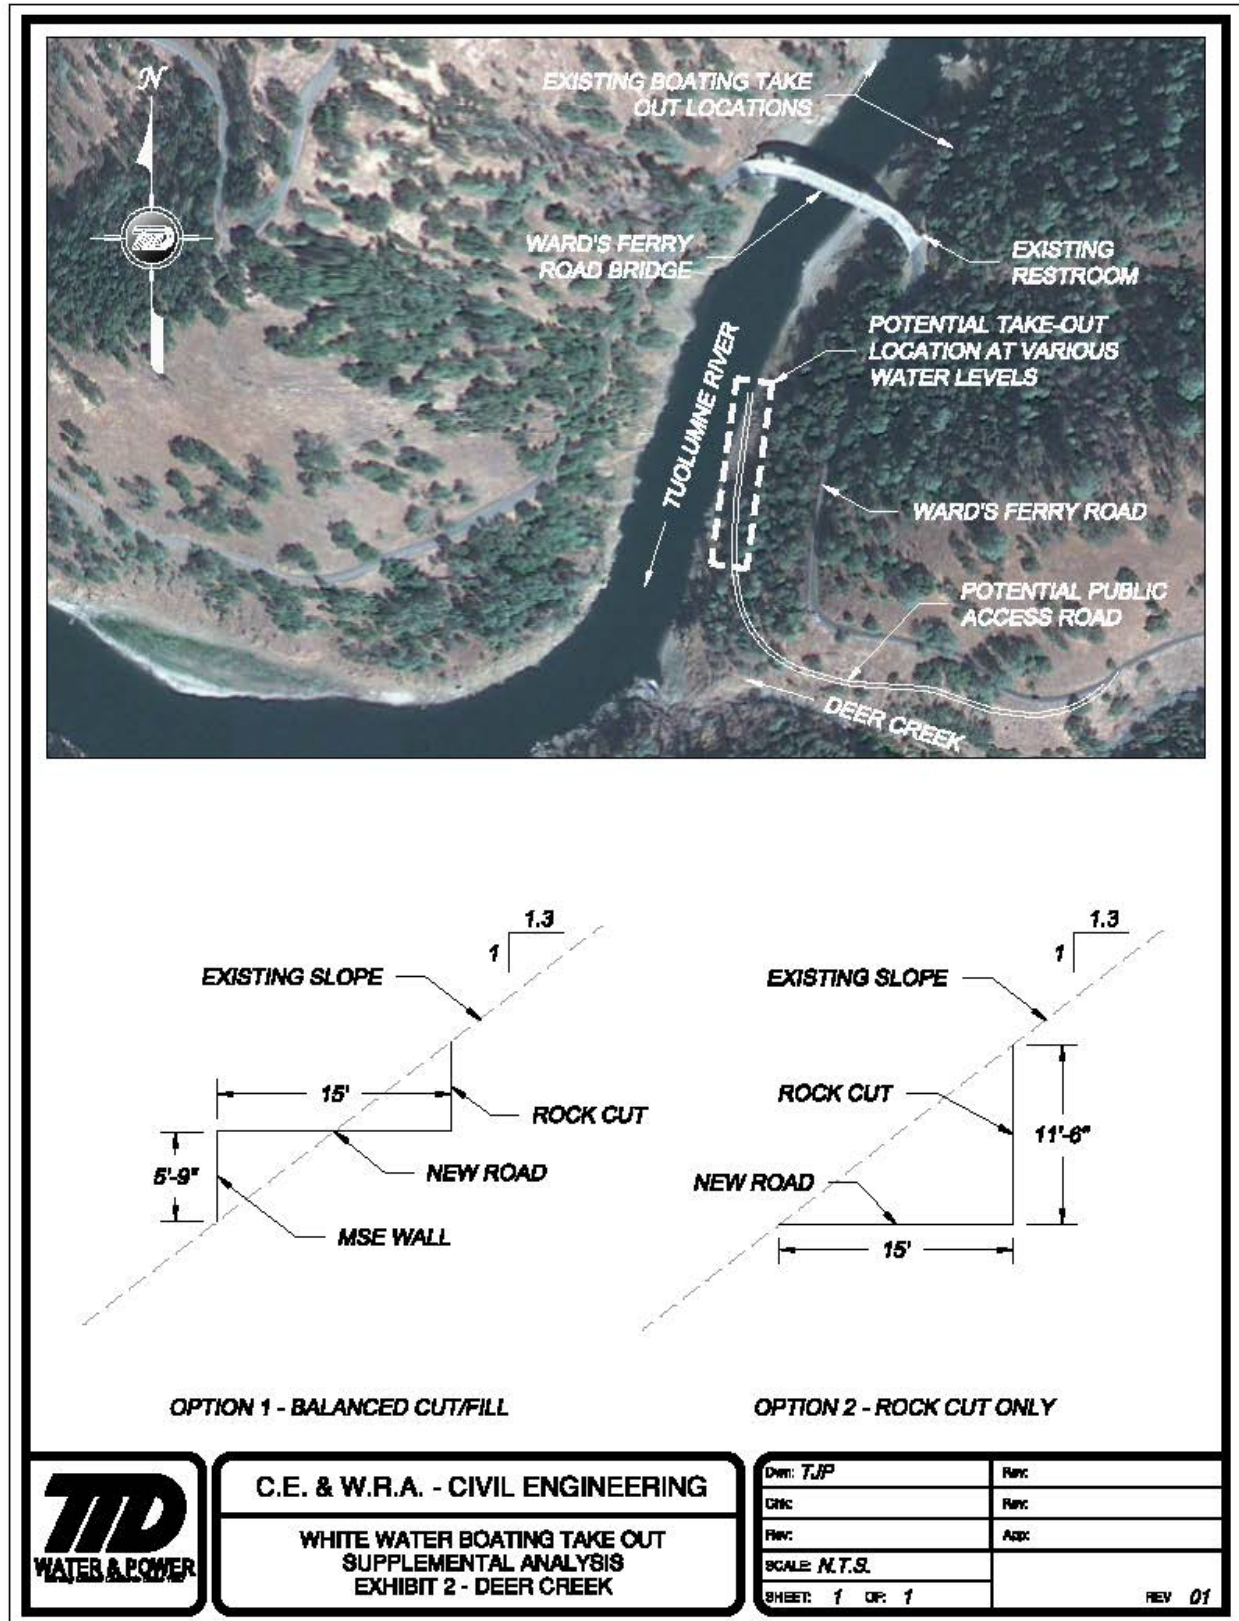 N
EXISTING BOATING TAKE
OUT LOCATIONS
WARD'S FERRY
ROAD BRIDGE
EXISTING
RESTROOM
POTENTIAL TAKE-OUT
LOCATION AT VARIOUS
WATER LEVELS
TUOLUMNE RIVER
WARD'S FERRY ROAD
POTENTIAL PUBLIC
ACCESS ROAD
DEER CREEK
1.3
1
EXISTING SLOPE
15'
ROCK CUT
5'-9"
NEW ROAD
MSE WALL
OPTION 1 - BALANCED CUT/FILL
1.3
1
EXISTING SLOPE
ROCK CUT
11'-6"
NEW ROAD
15'
OPTION 2 - ROCK CUT ONLY
TID
WATER & POWER
C.E. & W.R.A. - CIVIL ENGINEERING
WHITE WATER BOATING TAKE OUT
SUPPLEMENTAL ANALYSIS
EXHIBIT 2 - DEER CREEK
Dwn: TJP
Rev:
Chk:
Rev:
Rev:
App:
SCALE: N.T.S.
SHEET: 1 OF: 1
REV 01